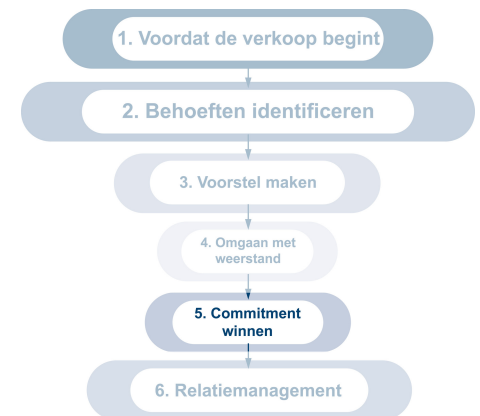 1. Voordat de verkoop begint
2. Behoeften identificeren
3. Voorstel maken
4. Omgaan met
weerstand
5. Commitment
winnen
6. Relatiemanagement